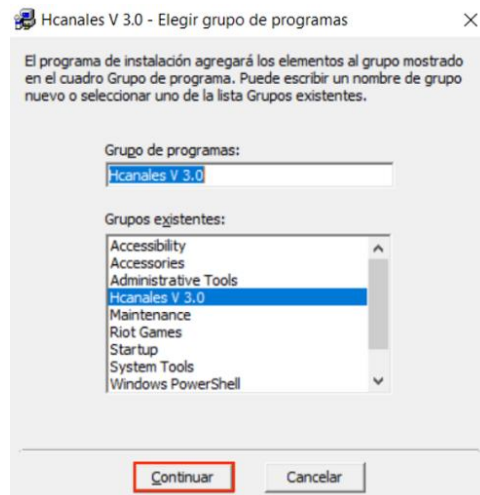 Hcanales V 3.0 - Elegir grupo de programas
El programa de instalación agregará los elementos al grupo mostrado
en el cuadro Grupo de programa. Puede escribir un nombre de grupo
nuevo o seleccionar uno de la lista Grupos existentes.
Grupo de programas:
Hcanales V 3.0
Grupos existentes:
Accessibility
Accessories
Administrative Tools
Hcanales V 3.0
Maintenance
Riot Games
Startup
System Tools
Windows PowerShell
Continuar
Cancelar